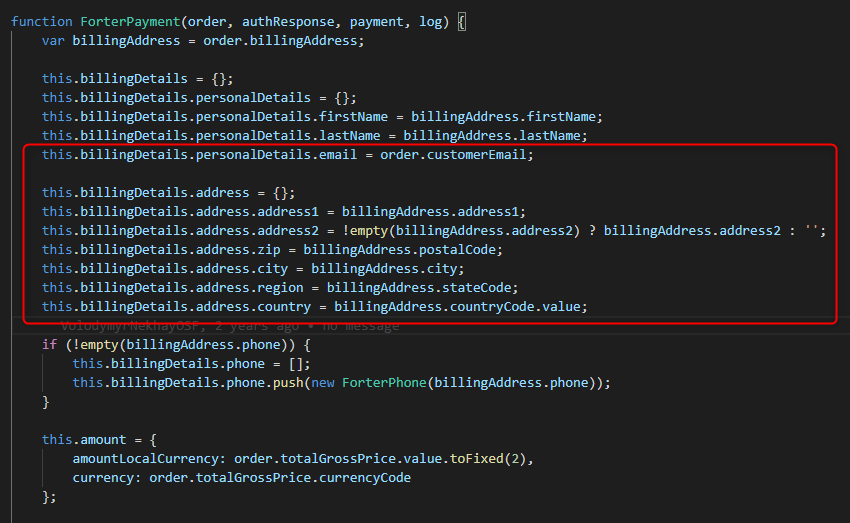 function ForterPayment(order, authResponse, payment, log) {
var billingAddress = order.billingAddress;
this.billingDetails = {};
this.billingDetails.personalDetails = {};
this.billingDetails.personalDetails.firstName = billingAddress.firstName;
this.billingDetails.personalDetails.lastName = billingAddress.lastName;
this.billingDetails.personalDetails.email = order.customerEmail;
this.billingDetails.address = {};
this.billingDetails.address.address1 = billingAddress.address1;
this.billingDetails.address.address2 = !empty(billingAddress.address2) ? billingAddress.address2 : '';
this.billingDetails.address.zip = billingAddress.postalCode;
this.billingDetails.address.city = billingAddress.city;
this.billingDetails.address.region = billingAddress.stateCode;
this.billingDetails.address.country = billingAddress.countryCode.value;
VolodymyrNekhayOSF, 2 years ago • no message
if (!empty(billingAddress.phone)) {
this.billingDetails.phone = [];
this.billingDetails.phone.push(new ForterPhone(billingAddress.phone));
}
this.amount = {
amountLocalCurrency: order.totalGrossPrice.value.toFixed(2),
currency: order.totalGrossPrice.currencyCode
};